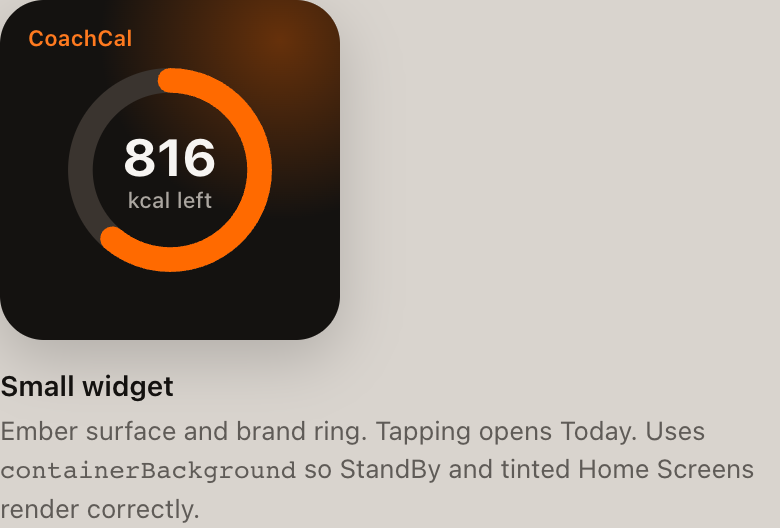 CoachCal
816
kcal left
Small widget
Ember surface and brand ring. Tapping opens Today. Uses
containerBackground so StandBy and tinted Home Screens
render correctly.